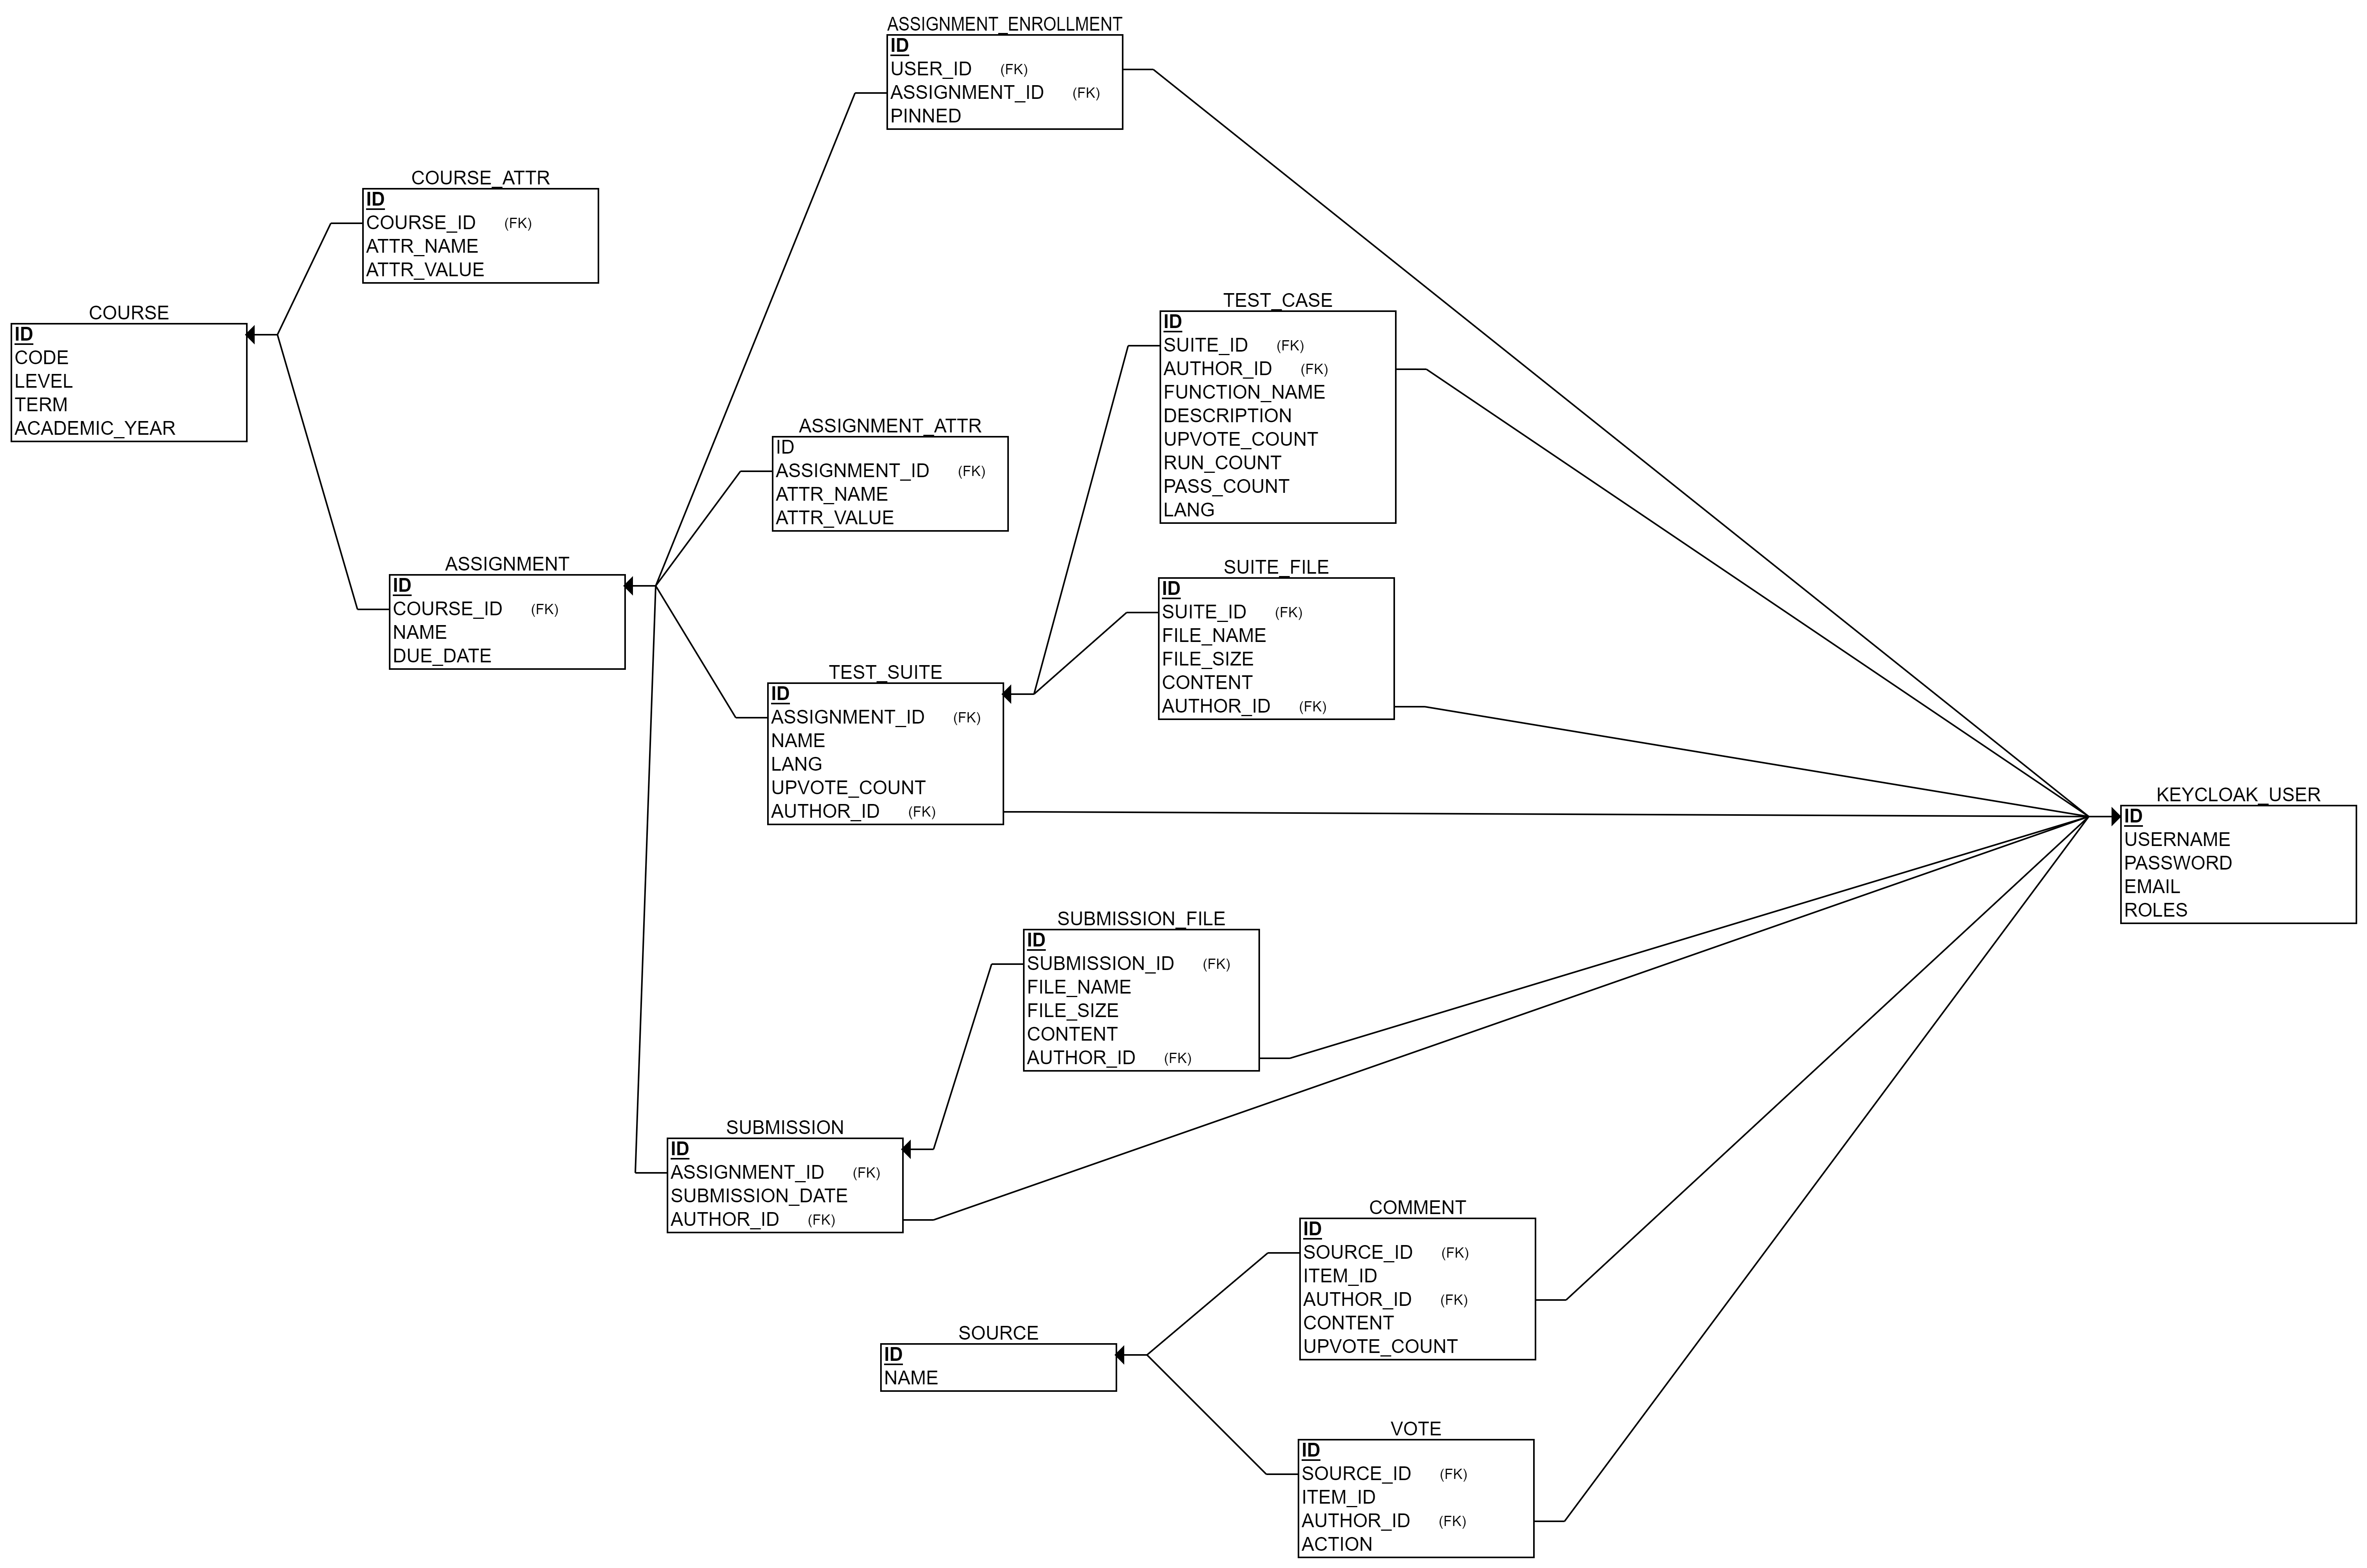 ASSIGNMENT_ENROLLMENT
ID
USER_ID (FK)
ASSIGNMENT_ID (FK)
PINNED
COURSE_ATTR
ID
COURSE_ID (FK)
ATTR_NAME
ATTR_VALUE
COURSE
ID
CODE
LEVEL
TERM
ACADEMIC_YEAR
TEST_CASE
ID
SUITE_ID (FK)
AUTHOR_ID (FK)
FUNCTION_NAME
DESCRIPTION
UPVOTE_COUNT
RUN_COUNT
PASS_COUNT
LANG
ASSIGNMENT_ATTR
ID
ASSIGNMENT_ID (FK)
ATTR_NAME
ATTR_VALUE
ASSIGNMENT
ID
COURSE_ID (FK)
NAME
DUE_DATE
SUITE_FILE
ID
SUITE_ID (FK)
FILE_NAME
FILE_SIZE
CONTENT
AUTHOR_ID (FK)
TEST_SUITE
ID
ASSIGNMENT_ID (FK)
NAME
LANG
UPVOTE_COUNT
AUTHOR_ID (FK)
KEYCLOAK_USER
ID
USERNAME
PASSWORD
EMAIL
ROLES
SUBMISSION_FILE
ID
SUBMISSION_ID (FK)
FILE_NAME
FILE_SIZE
CONTENT
AUTHOR_ID (FK)
SUBMISSION
ID
ASSIGNMENT_ID (FK)
SUBMISSION_DATE
AUTHOR_ID (FK)
COMMENT
ID
SOURCE_ID (FK)
ITEM_ID
AUTHOR_ID (FK)
CONTENT
UPVOTE_COUNT
SOURCE
ID
NAME
VOTE
ID
SOURCE_ID (FK)
ITEM_ID
AUTHOR_ID (FK)
ACTION